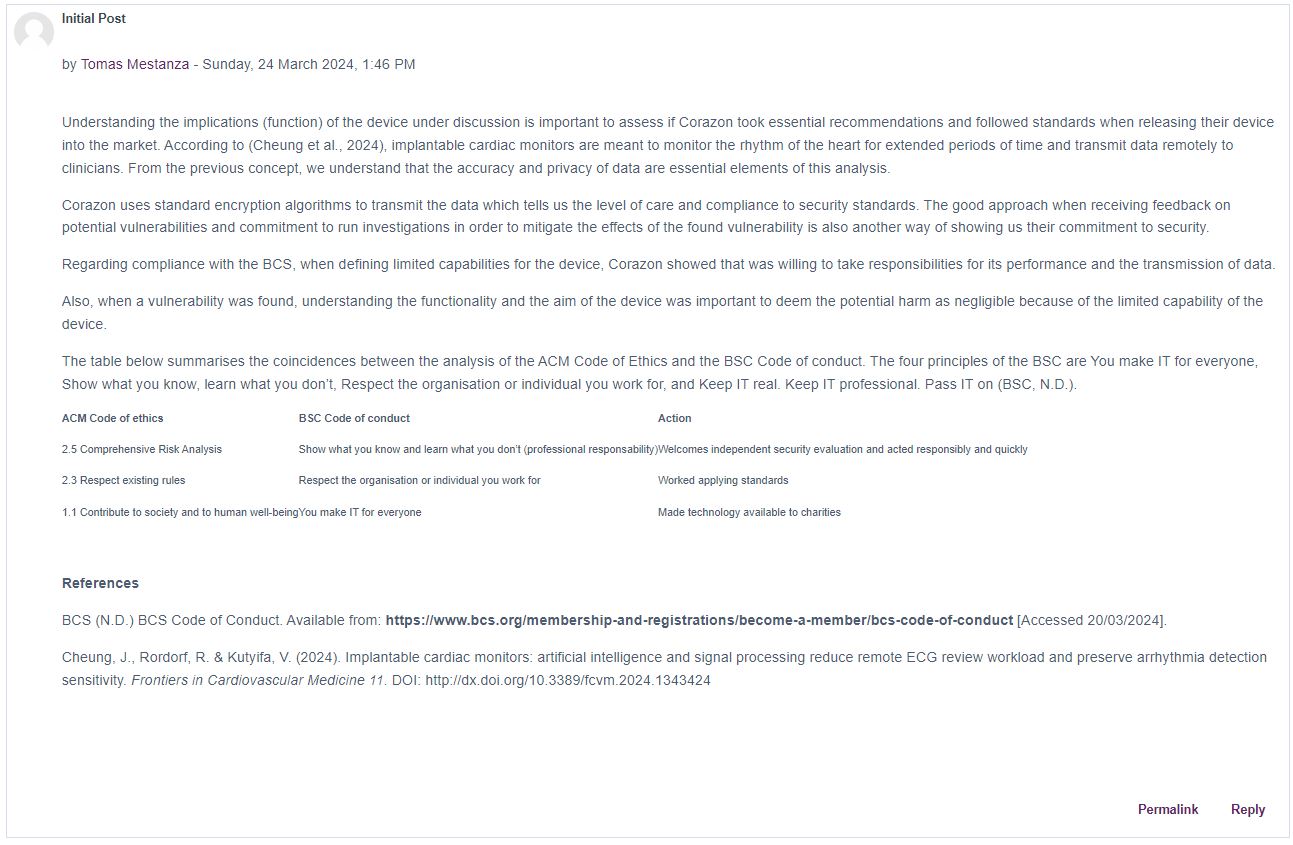 Initial Post
by Tomas Mestanza - Sunday, 24 March 2024, 1:46 PM
Understanding the implications (function) of the device under discussion is important to assess if Corazon took essential recommendations and followed standards when releasing their device
into the market. According to (Cheung et al., 2024), implantable cardiac monitors are meant to monitor the rhythm of the heart for extended periods of time and transmit data remotely to
clinicians. From the previous concept, we understand that the accuracy and privacy of data are essential elements of this analysis.
Corazon uses standard encryption algorithms to transmit the data which tells us the level of care and compliance to security standards. The good approach when receiving feedback on
potential vulnerabilities and commitment to run investigations in order to mitigate the effects of the found vulnerability is also another way of showing us their commitment to security.
Regarding compliance with the BCS, when defining limited capabilities for the device, Corazon showed that was willing to take responsibilities for its performance and the transmission of data.
Also, when a vulnerability was found, understanding the functionality and the aim of the device was important to deem the potential harm as negligible because of the limited capability of the
device.
The table below summarises the coincidences between the analysis of the ACM Code of Ethics and the BSC Code of conduct. The four principles of the BSC are You make IT for everyone,
Show what you know, learn what you don't, Respect the organisation or individual you work for, and Keep IT real. Keep IT professional. Pass IT on (BSC, N.D.).
ACM Code of ethics BSC Code of conduct Action
2.5 Comprehensive Risk Analysis Show what you know and learn what you don't (professional responsability)Welcomes independent security evaluation and acted responsibly and quickly
2.3 Respect existing rules Respect the organisation or individual you work for Worked applying standards
1.1 Contribute to society and to human well-beingYou make IT for everyone Made technology available to charities
References
BCS (N.D.) BCS Code of Conduct. Available from: https://www.bcs.org/membership-and-registrations/become-a-member/bcs-code-of-conduct [Accessed 20/03/2024].
Cheung, J., Rordorf, R. & Kutyifa, V. (2024). Implantable cardiac monitors: artificial intelligence and signal processing reduce remote ECG review workload and preserve arrhythmia detection
sensitivity. Frontiers in Cardiovascular Medicine 11. DOI: http://dx.doi.org/10.3389/fcvm.2024.1343424
Permalink Reply